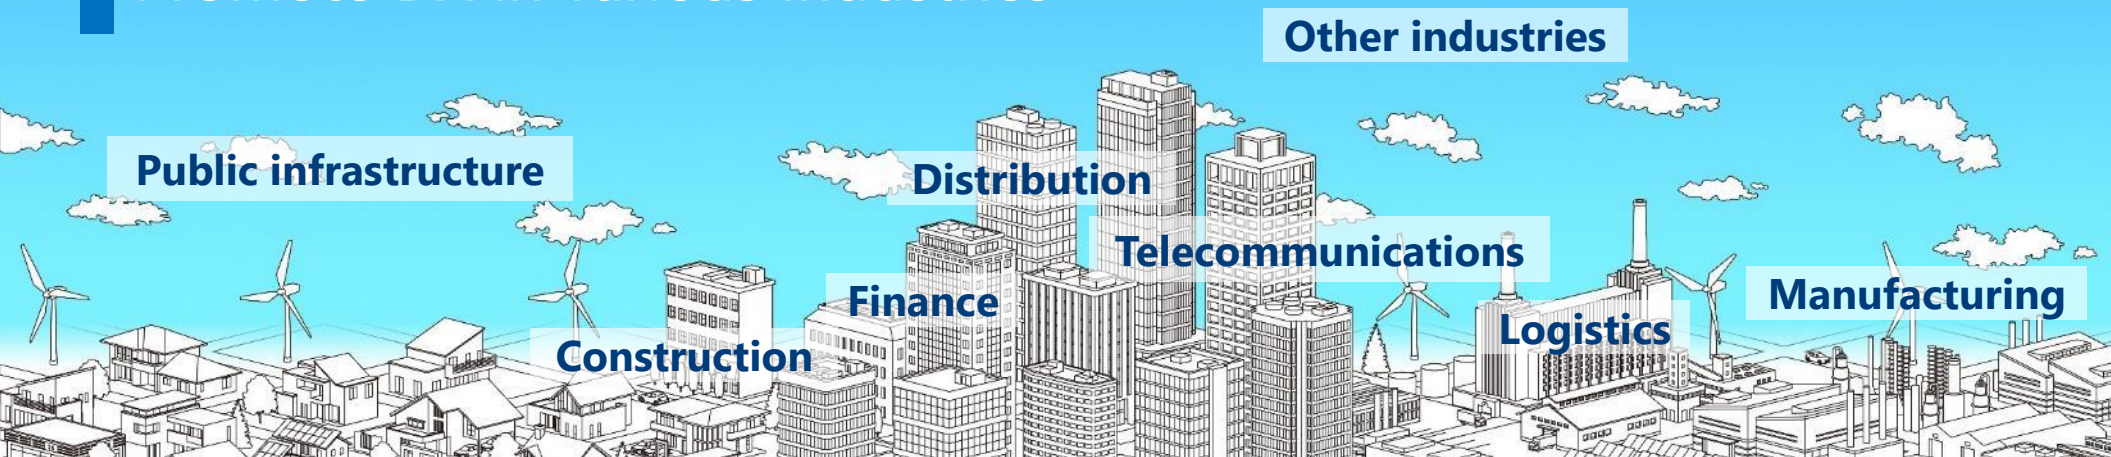 Other industries
Public infrastructure
Distribution
Telecommunications
Finance
Manufacturing
Logistics
Construction